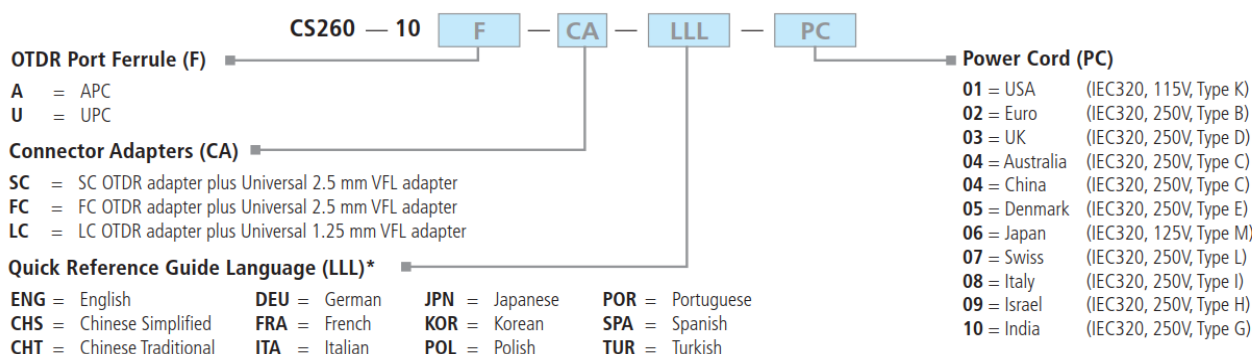 CS260 — 10 F — CA — LLL — PC
OTDR Port Ferrule (F)
A = APC
U = UPC
Connector Adapters (CA)
SC = SC OTDR adapter plus Universal 2.5 mm VFL adapter
FC = FC OTDR adapter plus Universal 2.5 mm VFL adapter
LC = LC OTDR adapter plus Universal 1.25 mm VFL adapter
Quick Reference Guide Language (LLL)*
ENG = English DEU = German JPN = Japanese POR = Portuguese
CHS = Chinese Simplified FRA = French KOR = Korean SPA = Spanish
CHT = Chinese Traditional ITA = Italian POL = Polish TUR = Turkish
Power Cord (PC)
01 = USA (IEC320, 115V, Type K)
02 = Euro (IEC320, 250V, Type B)
03 = UK (IEC320, 250V, Type D)
04 = Australia (IEC320, 250V, Type C)
04 = China (IEC320, 250V, Type C)
05 = Denmark (IEC320, 250V, Type E)
06 = Japan (IEC320, 125V, Type M)
07 = Swiss (IEC320, 250V, Type L)
08 = Italy (IEC320, 250V, Type I)
09 = Israel (IEC320, 250V, Type H)
10 = India (IEC320, 250V, Type G)